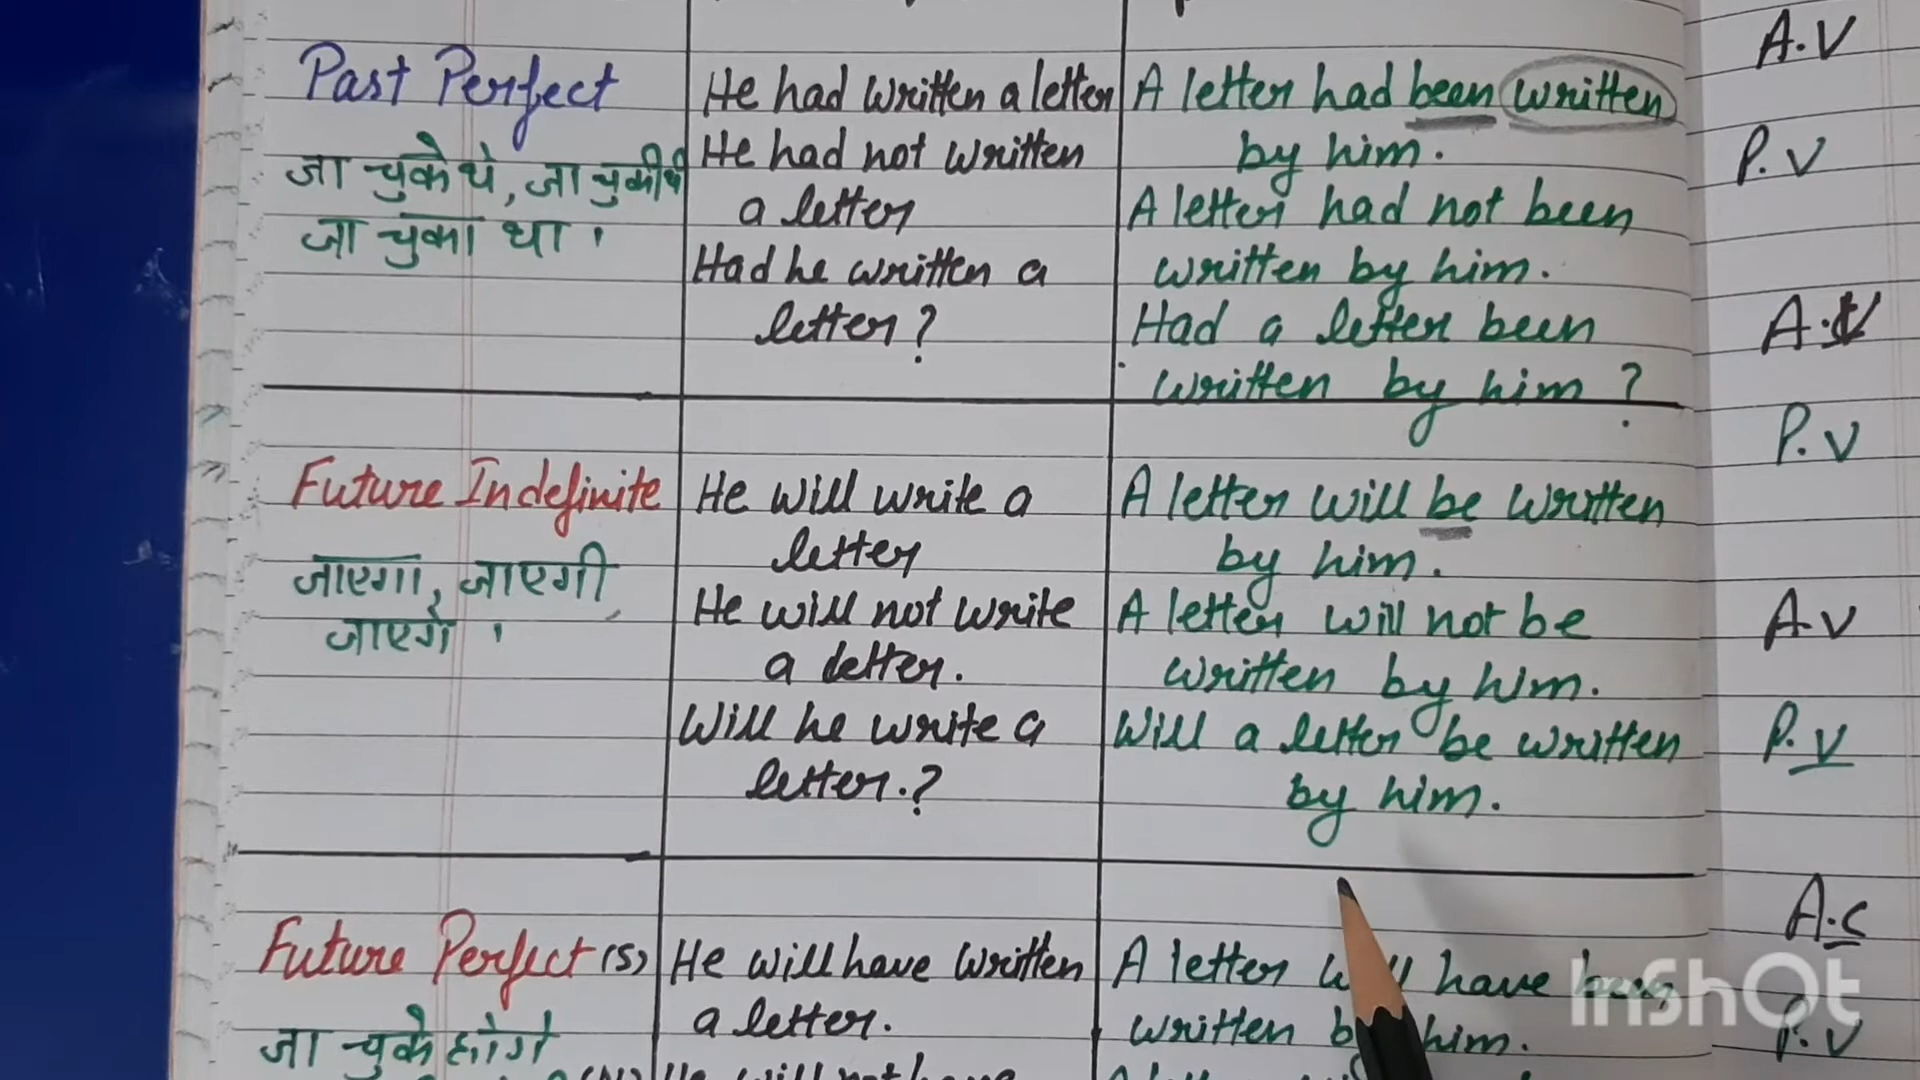 Past Perfect
जा चुके थे, जा चुकी थी
जा चुका था ।
He had written a letter
He had not written
a letter
Had he written a
letter?
A letter had been written
by him.
A letter had not been
written by him.
Had a letter been
written by him ?
A.V
P.V
P.V
Future Indefinite
जाएगा, जाएगी,
जाएगे ।
He will write a
letter
He will not write
a letter.
Will he write a
letter.?
A letter will be written
by him.
A letter will not be
written by him.
Will a letter be written
by him.
A.V
P.V
Future Perfect (S)
जा चुके होंगे
He will have written
a letter.
A letter will have been
written by him.
A.S
P.V
InShOt